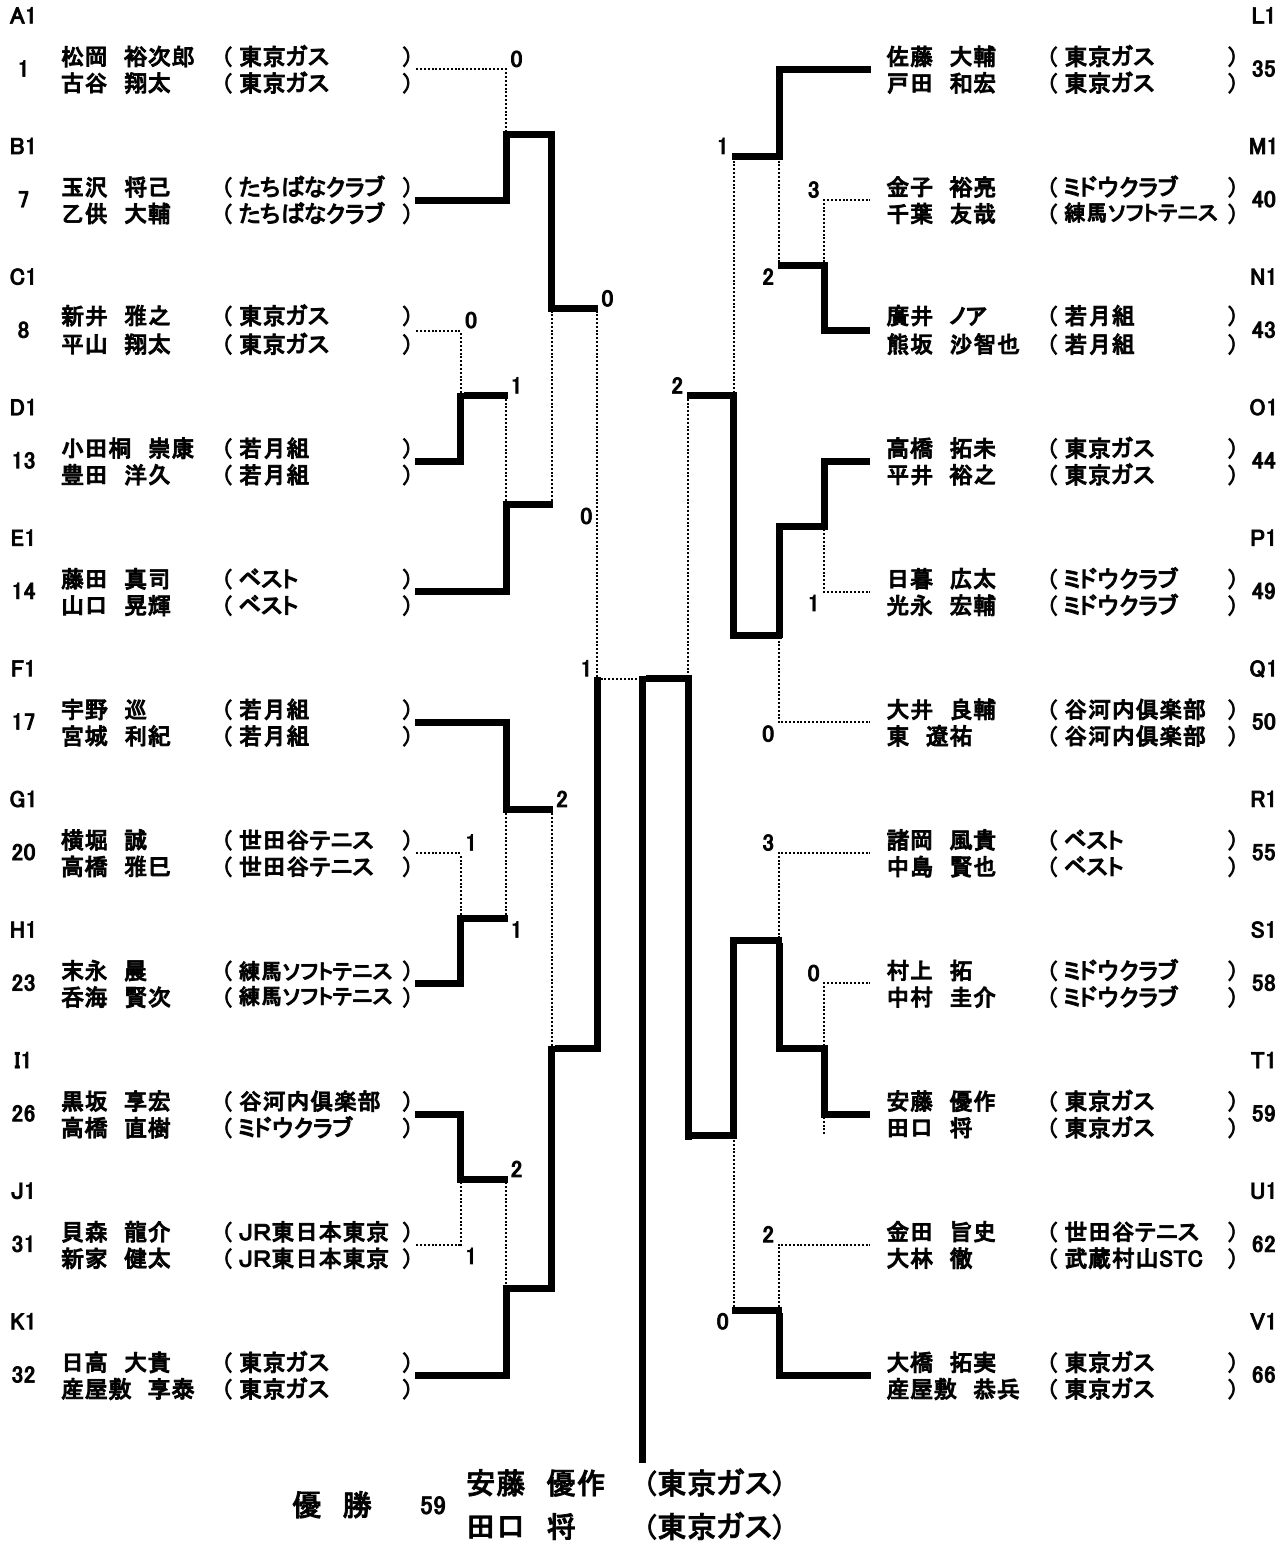 A1
1 松岡 裕次郎 ( 東京ガス )
古谷 翔太 ( 東京ガス )
0
B1
7 玉沢 将己 ( たちばなクラブ )
乙供 大輔 ( たちばなクラブ )
C1
8 新井 雅之 ( 東京ガス )
平山 翔太 ( 東京ガス )
0
0
1
D1
13 小田桐 崇康 ( 若月組 )
豊田 洋久 ( 若月組 )
0
E1
14 藤田 真司 ( ベスト )
山口 晃輝 ( ベスト )
1
F1
17 宇野 巡 ( 若月組 )
宮城 利紀 ( 若月組 )
2
G1
20 横堀 誠 ( 世田谷テニス )
高橋 雅巳 ( 世田谷テニス )
1
1
H1
23 末永 晨 ( 練馬ソフトテニス )
呑海 賢次 ( 練馬ソフトテニス )
I1
26 黒坂 享宏 ( 谷河内倶楽部 )
高橋 直樹 ( ミドウクラブ )
2
J1
31 貝森 龍介 ( JR東日本東京 )
新家 健太 ( JR東日本東京 )
1
K1
32 日高 大貴 ( 東京ガス )
産屋敷 享泰 ( 東京ガス )
L1
佐藤 大輔 ( 東京ガス ) 35
戸田 和宏 ( 東京ガス )
1
M1
3
金子 裕亮 ( ミドウクラブ ) 40
千葉 友哉 ( 練馬ソフトテニス )
2
N1
廣井 ノア ( 若月組 ) 43
熊坂 沙智也 ( 若月組 )
2
O1
高橋 拓未 ( 東京ガス ) 44
平井 裕之 ( 東京ガス )
P1
日暮 広太 ( ミドウクラブ ) 49
光永 宏輔 ( ミドウクラブ )
1
Q1
大井 良輔 ( 谷河内倶楽部 ) 50
東 遼祐 ( 谷河内倶楽部 )
0
R1
3
諸岡 風貴 ( ベスト ) 55
中島 賢也 ( ベスト )
S1
0
村上 拓 ( ミドウクラブ ) 58
中村 圭介 ( ミドウクラブ )
T1
安藤 優作 ( 東京ガス ) 59
田口 将 ( 東京ガス )
U1
2
金田 旨史 ( 世田谷テニス ) 62
大林 徹 ( 武蔵村山STC )
0
V1
大橋 拓実 ( 東京ガス ) 66
産屋敷 恭兵 ( 東京ガス )
優 勝 59 安藤 優作 (東京ガス)
田口 将 (東京ガス)